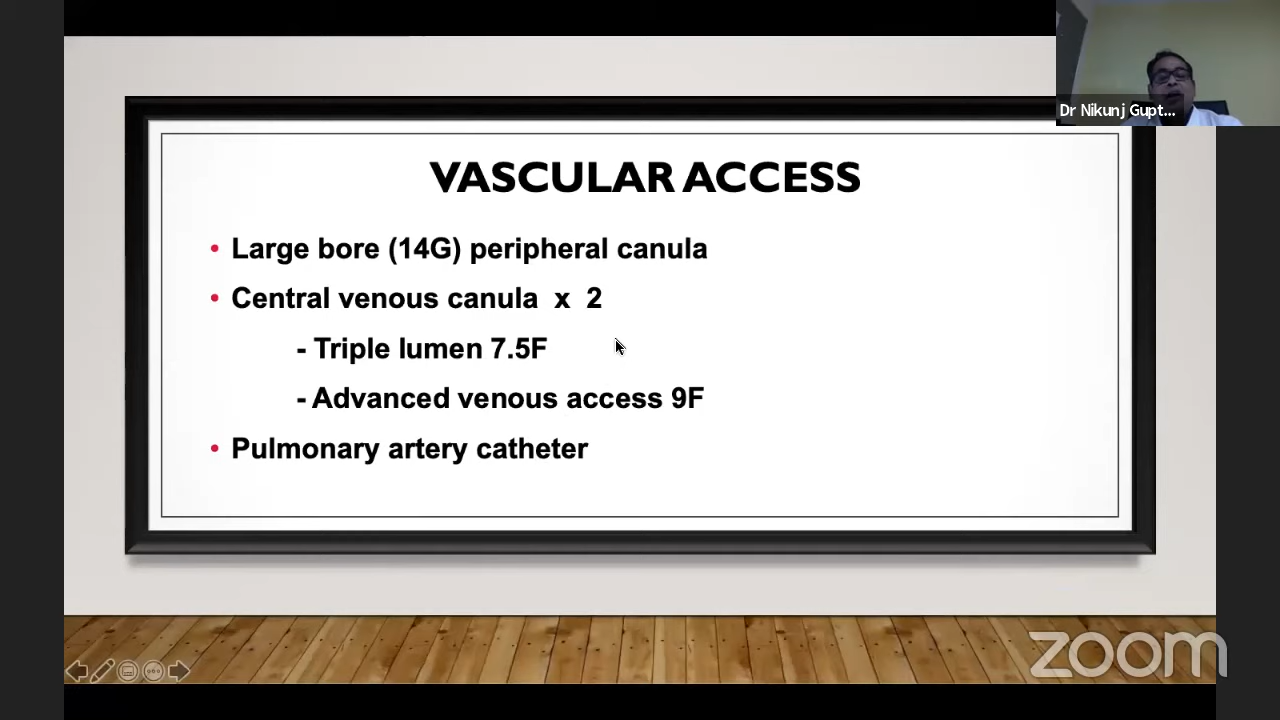 Dr Nikunj Gupt...
VASCULAR ACCESS
• Large bore (14G) peripheral canula
• Central venous canula x 2
- Triple lumen 7.5F
- Advanced venous access 9F
• Pulmonary artery catheter
zoom